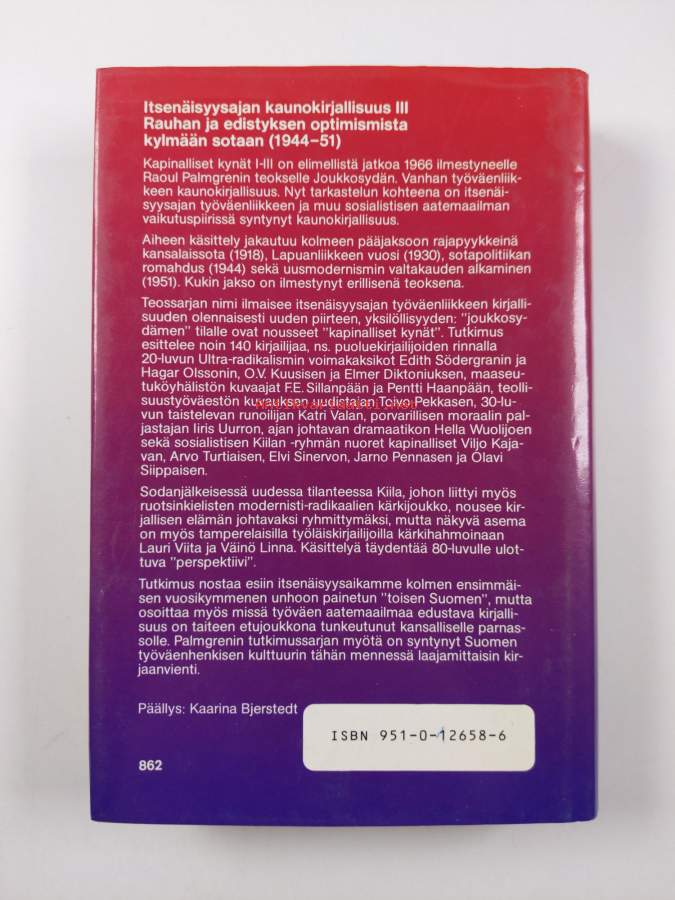 Itsenäisyysajan kaunokirjallisuus III
Rauhan ja edistyksen optimismista
kylmään sotaan (1944–51)
Kapinalliset kynät I-III on elimellistä jatkoa 1966 ilmestyneelle
Raoul Palmgrenin teokselle Joukkosydän. Vanhan työväenliik-
keen kaunokirjallisuus. Nyt tarkastelun kohteena on itsenäi-
syysajan työväenliikkeen ja muu sosialistisen aatemaailman
vaikutuspiirissä syntynyt kaunokirjallisuus.
Aiheen käsittely jakautuu kolmeen pääjaksoon rajapyykkeinä
kansalaissota (1918), Lapuanliikkeen vuosi (1930), sotapolitiikan
romahdus (1944) sekä uusmodernismin valtakauden alkaminen
(1951). Kukin jakso on ilmestynyt erillisenä teoksena.
Teossarjan nimi ilmaisee itsenäisyysajan työväenliikkeen kirjalli-
suuden olennaisesti uuden piirteen, yksilöllisyyden: "joukkosy-
dämen" tilalle ovat nousseet "kapinalliset kynät". Tutkimus
esittelee noin 140 kirjailijaa, ns. puoluekirjailijoiden rinnalla
20-luvun Ultra-radikalismin voimakaksikot Edith Södergranin ja
Hagar Olssonin, O.V. Kuusisen ja Elmer Diktoniuksen, maaseu-
tuköyhälistön kuvaajat F.E. Sillanpään ja Pentti Haanpään, teolli-
suustyöväestön kuvauksen uudistajan Toivo Pekkasen, 30-lu-
vun taistelevan runoilijan Katri Valan, porvarillisen moraalin pal-
jastajan Iiris Uurron, ajan johtavan dramaatikon Hella Wuolijoen
sekä sosialistisen Kiilan -ryhmän nuoret kapinalliset Viljo Kaja-
van, Arvo Turtiaisen, Elvi Sinervon, Jarno Pennasen ja Olavi
Siippaisen.
Sodanjälkeisessä uudessa tilanteessa Kiila, johon liittyi myös
ruotsinkielisten modernisti-radikaalien kärkijoukko, nousee kir-
jallisen elämän johtavaksi ryhmittymäksi, mutta näkyvä asema
on myös tamperelaisilla työläiskirjailijoilla kärkihahmoinaan
Lauri Viita ja Väinö Linna. Käsittelyä täydentää 80-luvulle ulot-
tuva "perspektiivi".
Tutkimus nostaa esiin itsenäisyysaikamme kolmen ensimmäi-
sen vuosikymmenen unhoon painetun "toisen Suomen", mutta
osoittaa myös missä työväen aatemaailmaa edustava kirjalli-
suus on taiteen etujoukkona tunkeutunut kansalliselle parnas-
solle. Palmgrenin tutkimussarjan myötä on syntynyt Suomen
työväenhenkisen kulttuurin tähän mennessä laajamittaisin kir-
jaanvienti.
Päällys: Kaarina Bjerstedt
ISBN 951-0-12658-6
862